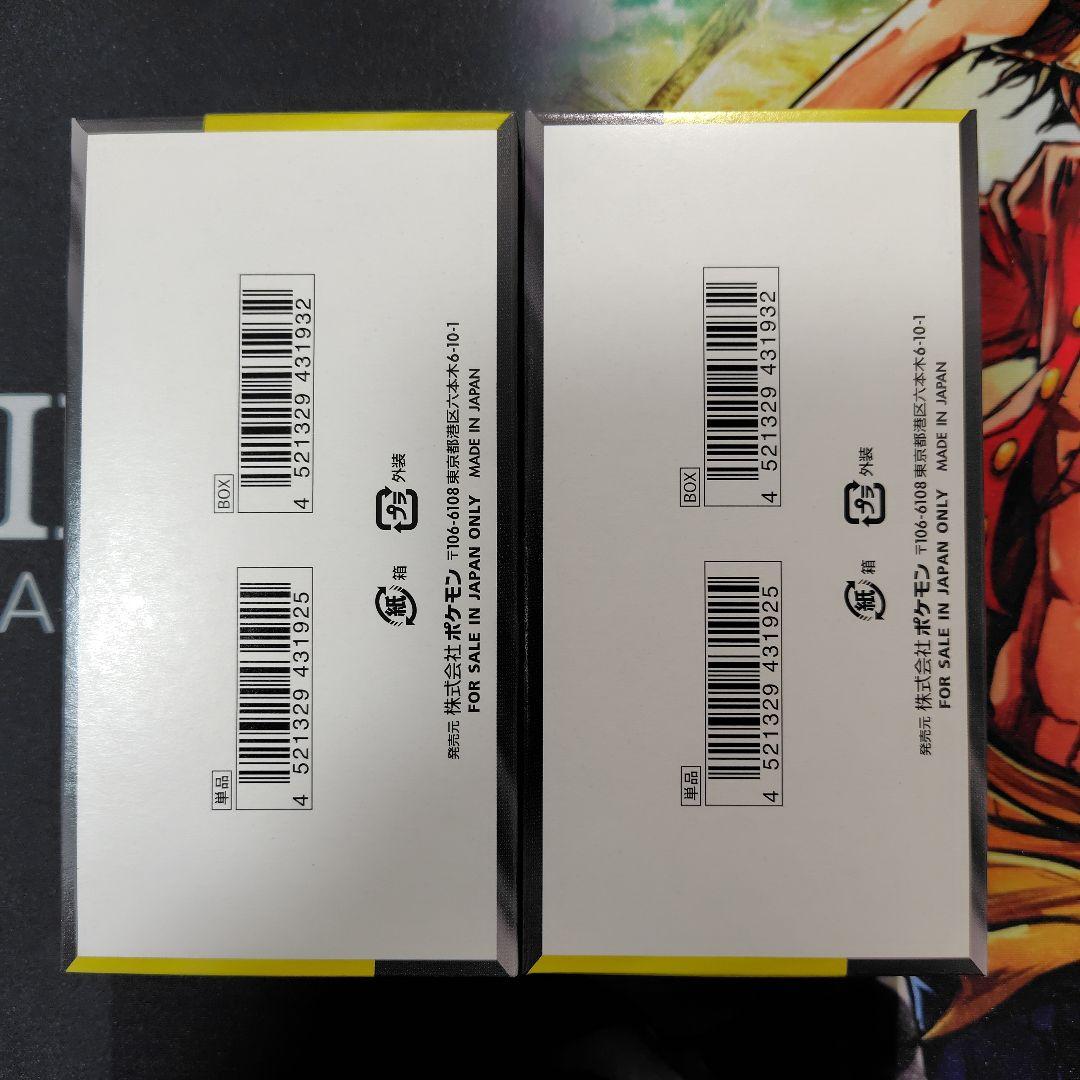 単品
4 521329 431925
BOX
4 521329 431932
紙 箱
プラ 外装
発売元 株式会社ポケモン 〒106-6108 東京都港区六本木6-10-1
FOR SALE IN JAPAN ONLY MADE IN JAPAN
単品
4 521329 431925
BOX
4 521329 431932
紙 箱
プラ 外装
発売元 株式会社ポケモン 〒106-6108 東京都港区六本木6-10-1
FOR SALE IN JAPAN ONLY MADE IN JAPAN
A